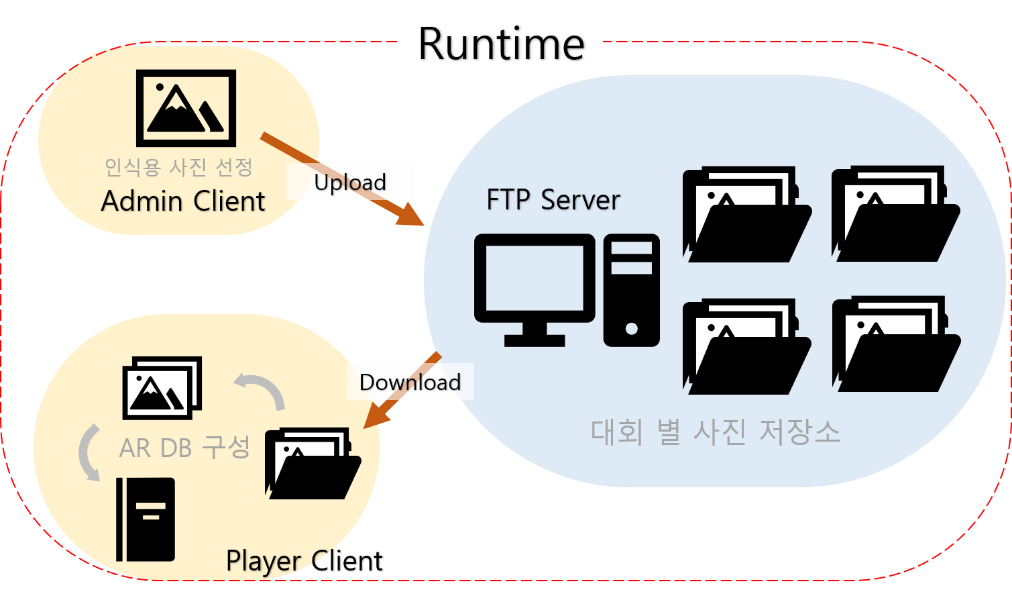 Runtime
인식용 사진 선정
Admin Client
Upload
FTP Server
대회 별 사진 저장소
Download
AR DB 구성
Player Client